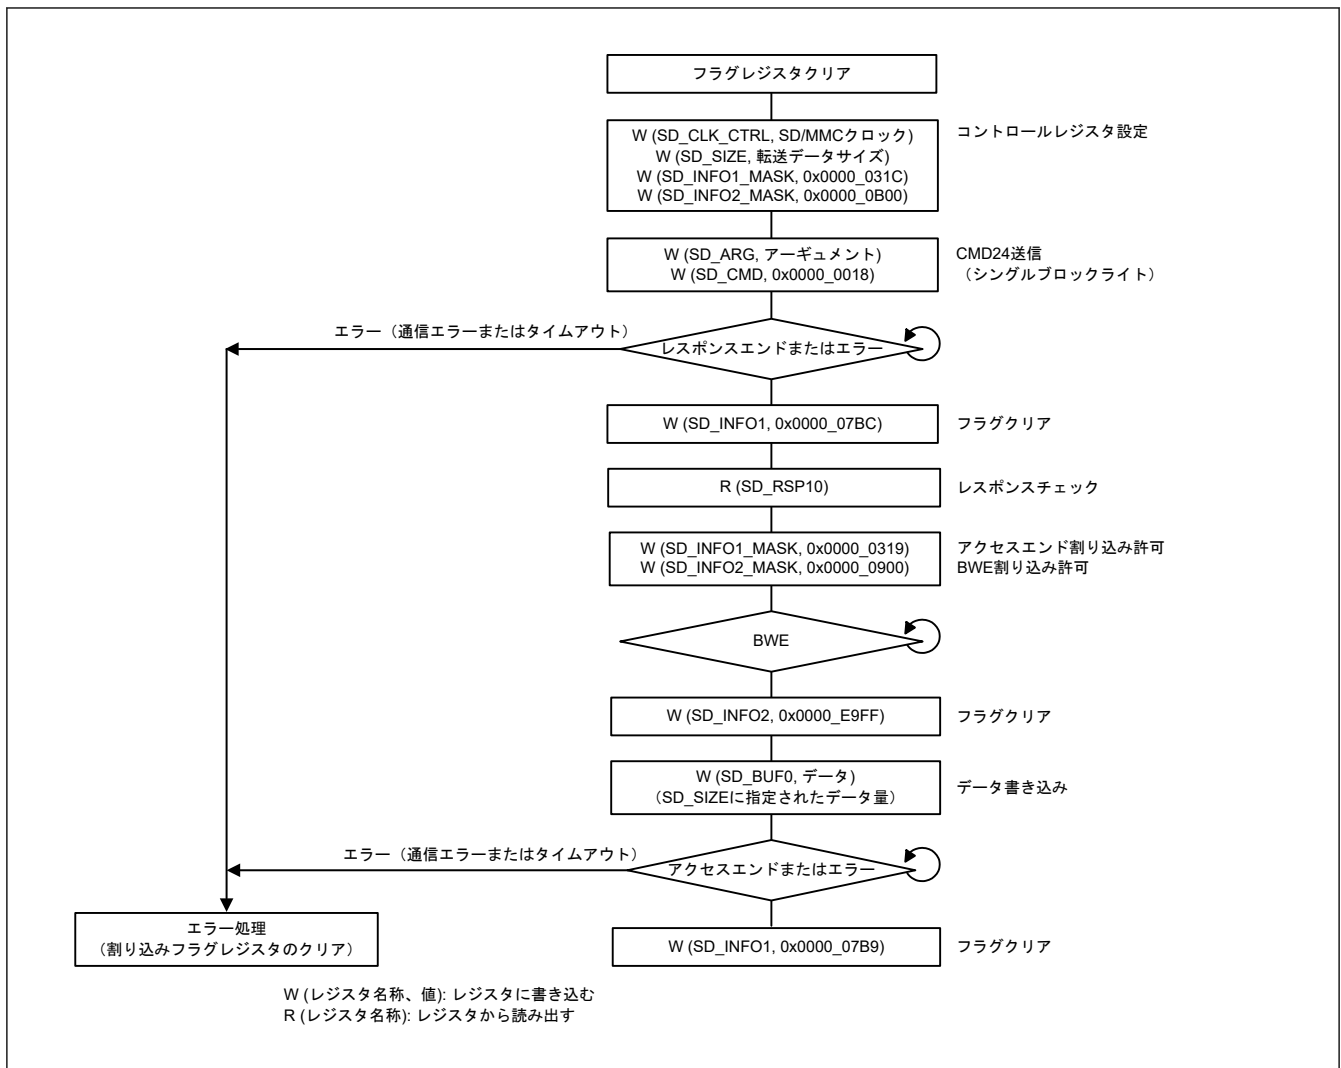 フラグレジスタクリア
W (SD_CLK_CTRL, SD/MMCクロック)
W (SD_SIZE, 転送データサイズ)
W (SD_INFO1_MASK, 0x0000_031C)
W (SD_INFO2_MASK, 0x0000_0B00)
コントロールレジスタ設定
W (SD_ARG, アーギュメント)
W (SD_CMD, 0x0000_0018)
CMD24送信
（シングルブロックライト）
エラー（通信エラーまたはタイムアウト）
レスポンスエンドまたはエラー
W (SD_INFO1, 0x0000_07BC)
フラグクリア
R (SD_RSP10)
レスポンスチェック
W (SD_INFO1_MASK, 0x0000_0319)
W (SD_INFO2_MASK, 0x0000_0900)
アクセスエンド割り込み許可
BWE割り込み許可
BWE
W (SD_INFO2, 0x0000_E9FF)
フラグクリア
W (SD_BUF0, データ)
（SD_SIZEに指定されたデータ量）
データ書き込み
エラー（通信エラーまたはタイムアウト）
アクセスエンドまたはエラー
エラー処理
（割り込みフラグレジスタのクリア）
W (SD_INFO1, 0x0000_07B9)
フラグクリア
W (レジスタ名称、値): レジスタに書き込む
R (レジスタ名称): レジスタから読み出す